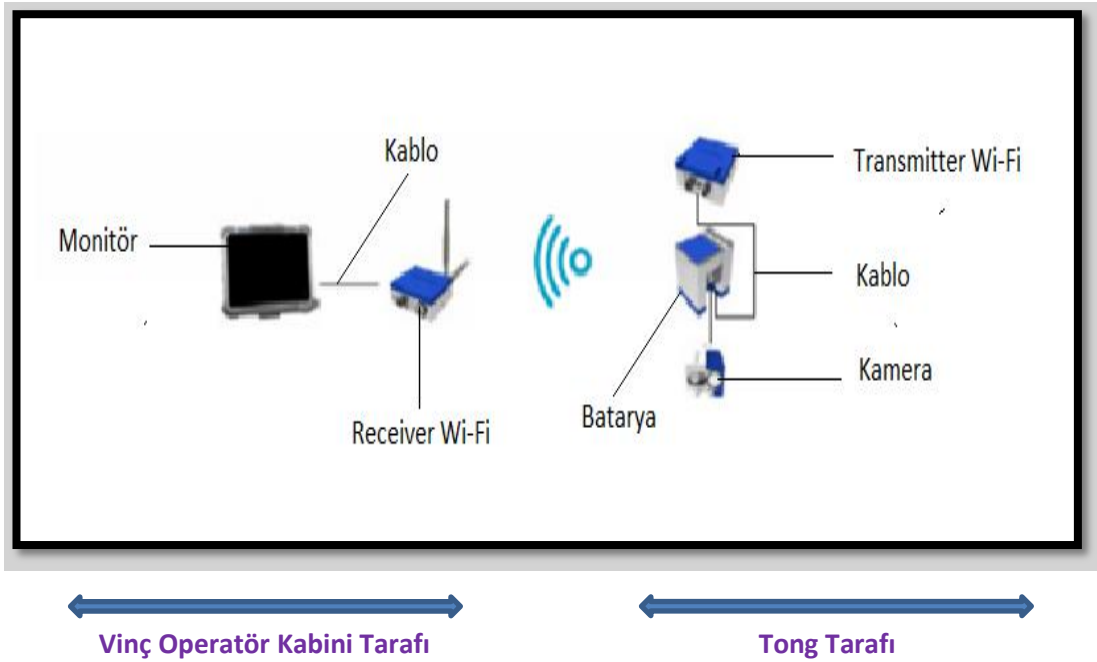 Kablo
Transmitter Wi-Fi
Monitör
Kablo
Kamera
Batarya
Receiver Wi-Fi
Vinç Operatör Kabini Tarafı
Tong Tarafı